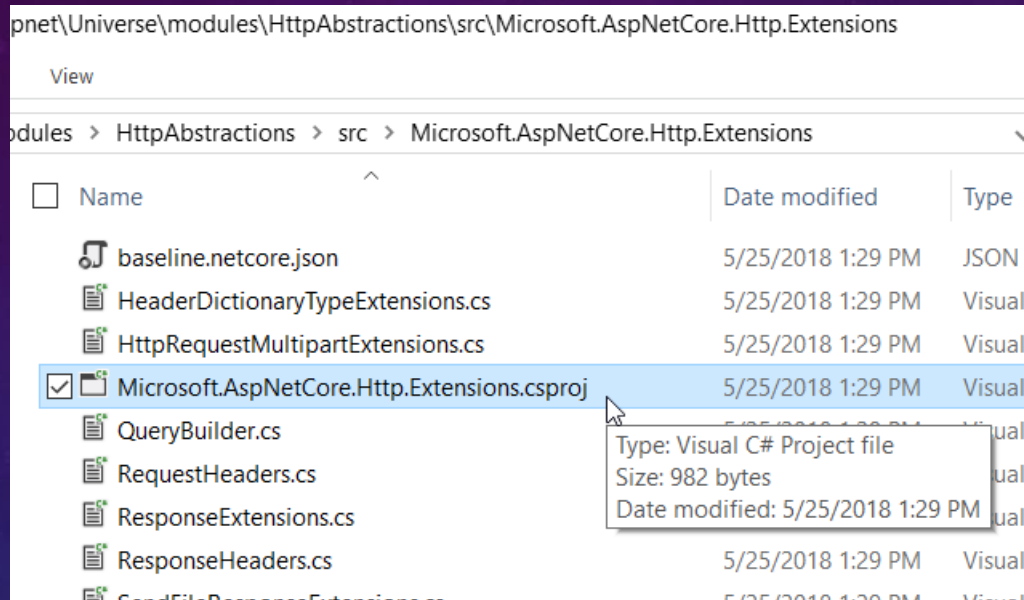 pnet\Universe\modules\HttpAbstractions\src\Microsoft.AspNetCore.Http.Extensions
View
odules > HttpAbstractions > src > Microsoft.AspNetCore.Http.Extensions
Name Date modified Type
baseline.netcore.json 5/25/2018 1:29 PM JSON
HeaderDictionaryTypeExtensions.cs 5/25/2018 1:29 PM Visual
HttpRequestMultipartExtensions.cs 5/25/2018 1:29 PM Visual
Microsoft.AspNetCore.Http.Extensions.csproj 5/25/2018 1:29 PM Visual
QueryBuilder.cs
Type: Visual C# Project file
RequestHeaders.cs
Size: 982 bytes
Date modified: 5/25/2018 1:29 PM
ResponseExtensions.cs
ResponseHeaders.cs 5/25/2018 1:29 PM Visual